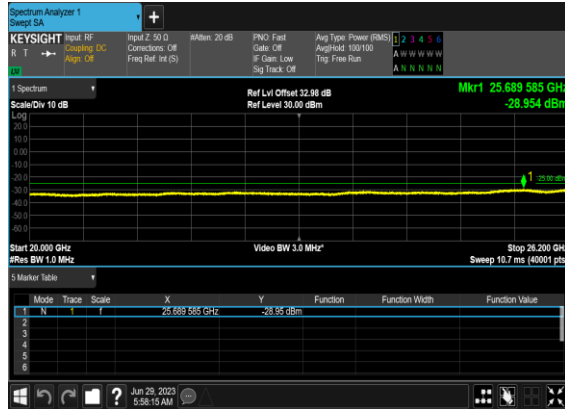 Spectrum Analyzer 1
Swept SA
+
KEYSIGHT
R T
LXI
Input: RF
Coupling: DC
Align: Off
Input Z: 50 Ω
Corrections: Off
Freq Ref: Int (S)
#Atten: 20 dB
PNO: Fast
Gate: Off
IF Gain: Low
Sig Track: Off
Avg Type: Power (RMS)
Avg|Hold: 100/100
Trig: Free Run
1 2 3 4 5 6
A W W W W W
A N N N N N
1 Spectrum
Scale/Div 10 dB
Log
Ref Lvl Offset 32.98 dB
Ref Level 30.00 dBm
Mkr1 25.689 585 GHz
-28.954 dBm
20.0
10.0
0.00
-10.0
-20.0
-30.0
-40.0
-50.0
-60.0
1
-25.00 dBm
Start 20.000 GHz
#Res BW 1.0 MHz
Video BW 3.0 MHz*
Stop 26.200 GHz
Sweep 10.7 ms (40001 pts)
5 Marker Table
Mode Trace Scale X Y Function Function Width Function Value
1 N 1 f 25.689 585 GHz -28.95 dBm
2
3
4
5
6
?
Jun 29, 2023
5:58:15 AM